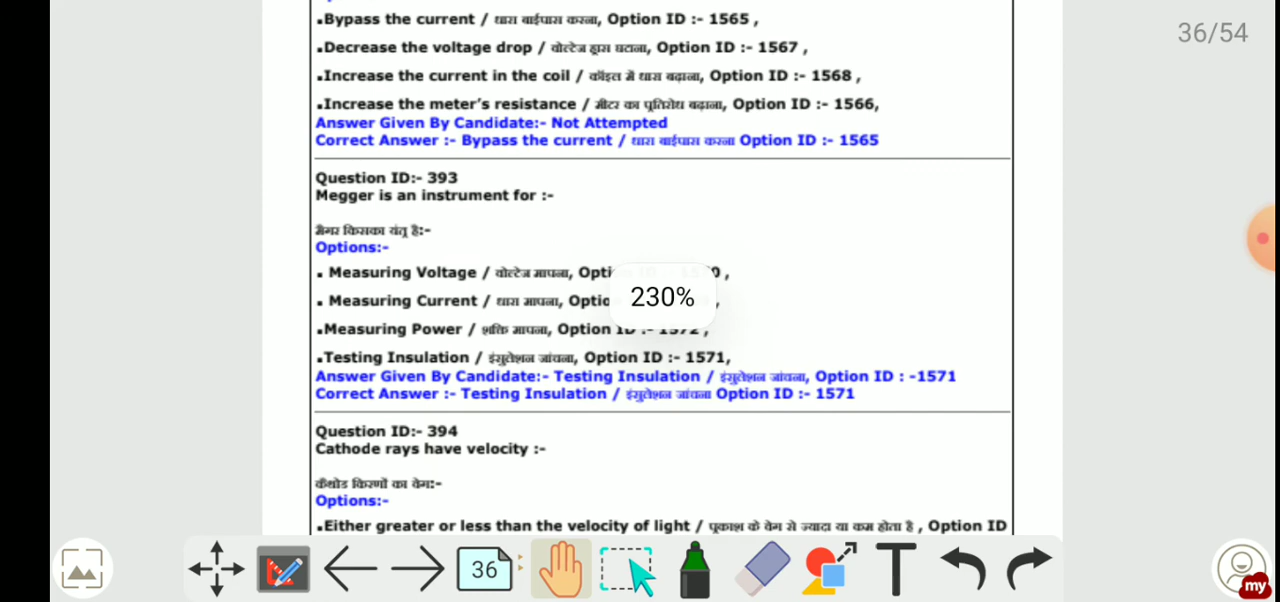 .Bypass the current / धारा बाईपास करना, Option ID :- 1565 ,
36/54
.Decrease the voltage drop / वोल्टेज ड्राप घटाना, Option ID :- 1567 ,
.Increase the current in the coil / कॉइल में धारा बढ़ाना, Option ID :- 1568 ,
.Increase the meter's resistance / मीटर का प्रतिरोध बढ़ाना, Option ID :- 1566,
Answer Given By Candidate:- Not Attempted
Correct Answer :- Bypass the current / धारा बाईपास करना Option ID :- 1565
Question ID:- 393
Megger is an instrument for :-
मैगर किसका यंत्र है:-
Options:-
. Measuring Voltage / वोल्टेज मापना,
. Measuring Current / धारा मापना,
230%
.Measuring Power / शक्ति मापना, Option ID :- 1572 ,
.Testing Insulation / इंसुलेशन जांचना, Option ID :- 1571,
Answer Given By Candidate:- Testing Insulation / इंसुलेशन जांचना, Option ID : -1571
Correct Answer :- Testing Insulation / इंसुलेशन जांचना Option ID :- 1571
Question ID:- 394
Cathode rays have velocity :-
कैथोड किरणों का वेग:-
Options:-
.Either greater or less than the velocity of light / प्रकाश के वेग से ज्यादा या कम होता है , Option ID
36
T
my